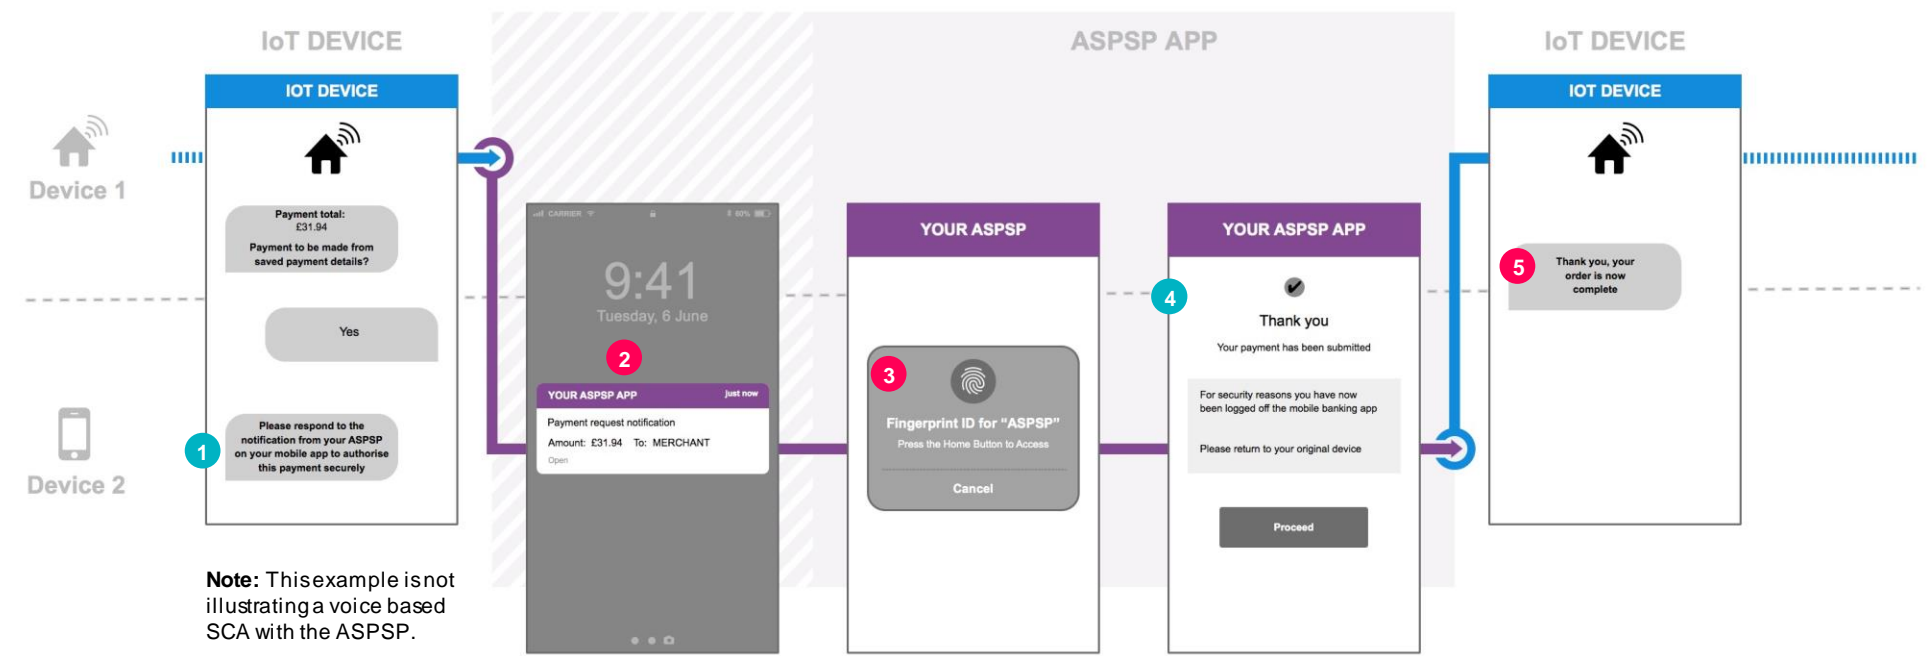 IoT DEVICE
ASPSP APP
IoT DEVICE
Device 1
Device 2
IOT DEVICE
Payment total:
£31.94
Payment to be made from
saved payment details?
Yes
1
Please respond to the
notification from your ASPSP
on your mobile app to authorise
this payment securely
Note: This example is not
illustrating a voice based
SCA with the ASPSP.
CARRIER
60%
9:41
Tuesday, 6 June
2
YOUR ASPSP APP
just now
Payment request notification
Amount: £31.94 To: MERCHANT
Open
YOUR ASPSP
3
Fingerprint ID for “ASPSP”
Press the Home Button to Access
Cancel
YOUR ASPSP APP
4
Thank you
Your payment has been submitted
For security reasons you have now
been logged off the mobile banking app
Please return to your original device
Proceed
IOT DEVICE
5
Thank you, your
order is now
complete